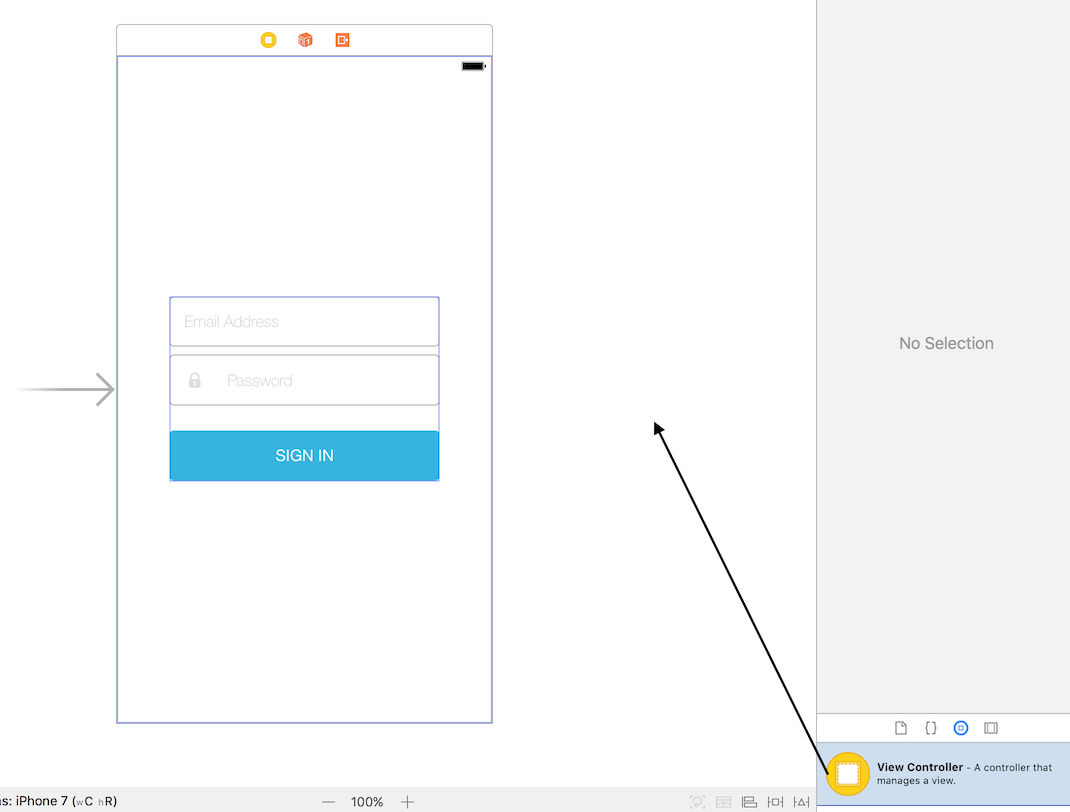 Email Address
Password
SIGN IN
No Selection
View Controller - A controller that
manages a view.
s: iPhone 7 (wC hR)
100%